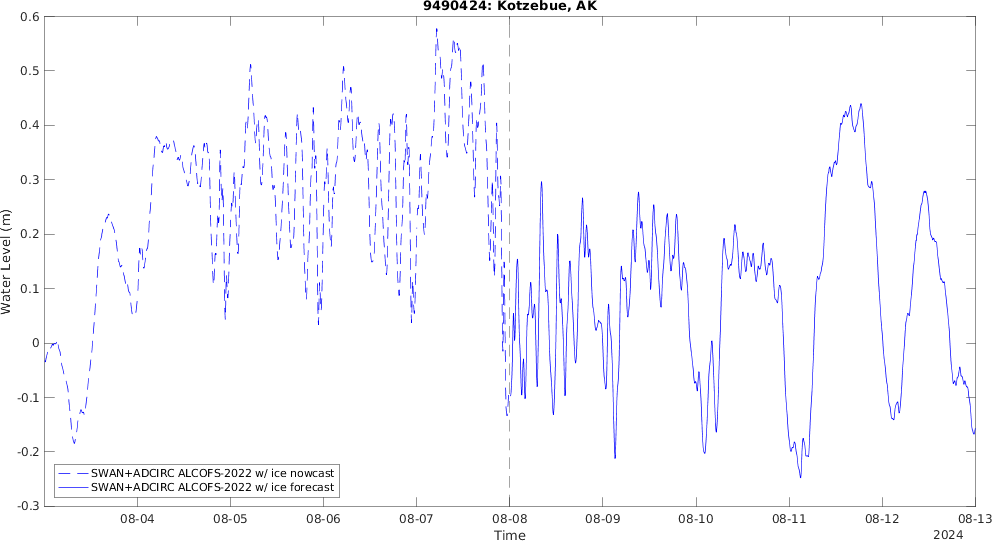 9490424: Kotzebue, AK
0.6
0.5
0.4
0.3
0.2
0.1
0
-0.1
-0.2
-0.3
Water Level (m)
SWAN+ADCIRC ALCOFS-2022 w/ ice nowcast
SWAN+ADCIRC ALCOFS-2022 w/ ice forecast
08-04 08-05 08-06 08-07 08-08 08-09 08-10 08-11 08-12 08-13
Time
2024